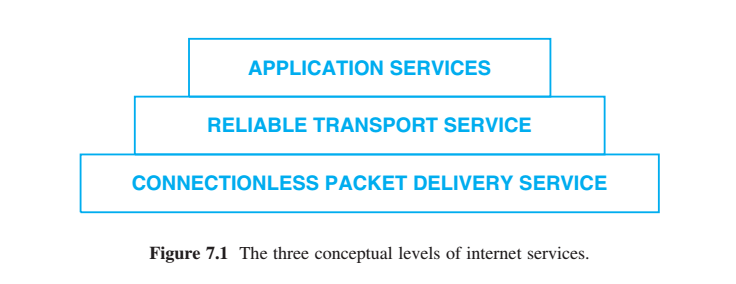 APPLICATION SERVICES
RELIABLE TRANSPORT SERVICE
CONNECTIONLESS PACKET DELIVERY SERVICE
Figure 7.1 The three conceptual levels of internet services.